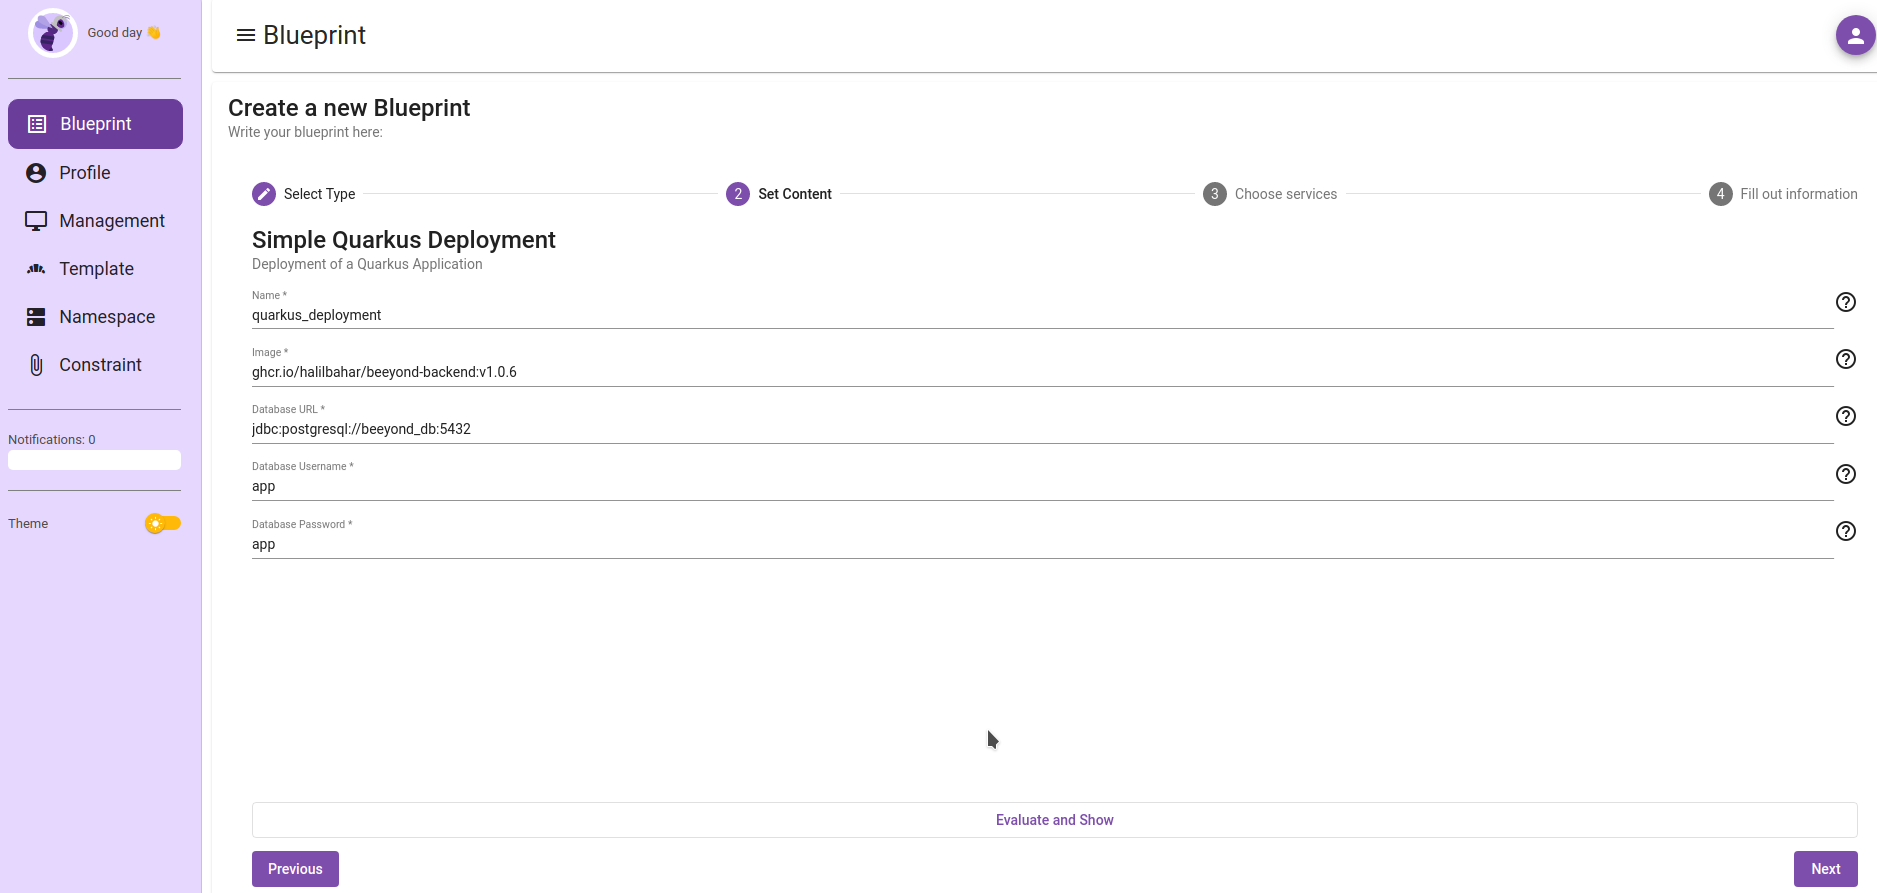 Good day 👋
Blueprint
Profile
Management
Template
Namespace
Constraint
Notifications: 0
Theme
Blueprint
Create a new Blueprint
Write your blueprint here:
Select Type
2 Set Content
3 Choose services
4 Fill out information
Simple Quarkus Deployment
Deployment of a Quarkus Application
Name *
quarkus_deployment
Image *
ghcr.io/halilbahar/beeyond-backend:v1.0.6
Database URL *
jdbc:postgresql://beeyond_db:5432
Database Username *
app
Database Password *
app
Evaluate and Show
Previous
Next